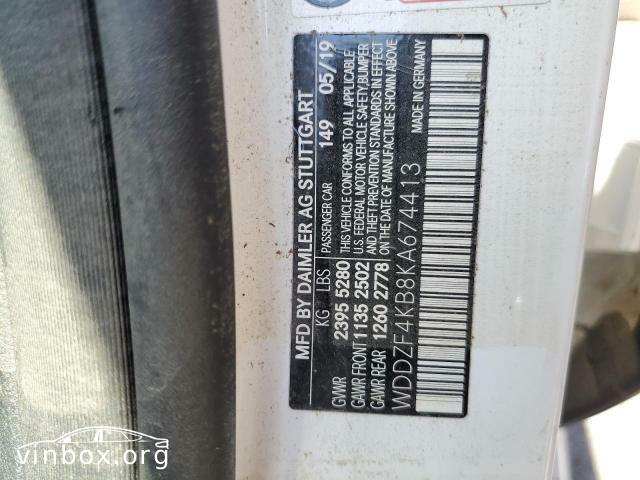 MFD BY DAIMLER AG STUTTGART
KG LBS PASSENGER CAR 149 05/19
GVWR 2395 5280 THIS VEHICLE CONFORMS TO ALL APPLICABLE
GAWR FRONT 1135 2502 U.S. FEDERAL MOTOR VEHICLE SAFETY,BUMPER
AND THEFT PREVENTION STANDARDS IN EFFECT
GAWR REAR 1260 2778 ON THE DATE OF MANUFACTURE SHOWN ABOVE
MADE IN GERMANY
WDDZF4KB8KA674413
vinbox.org